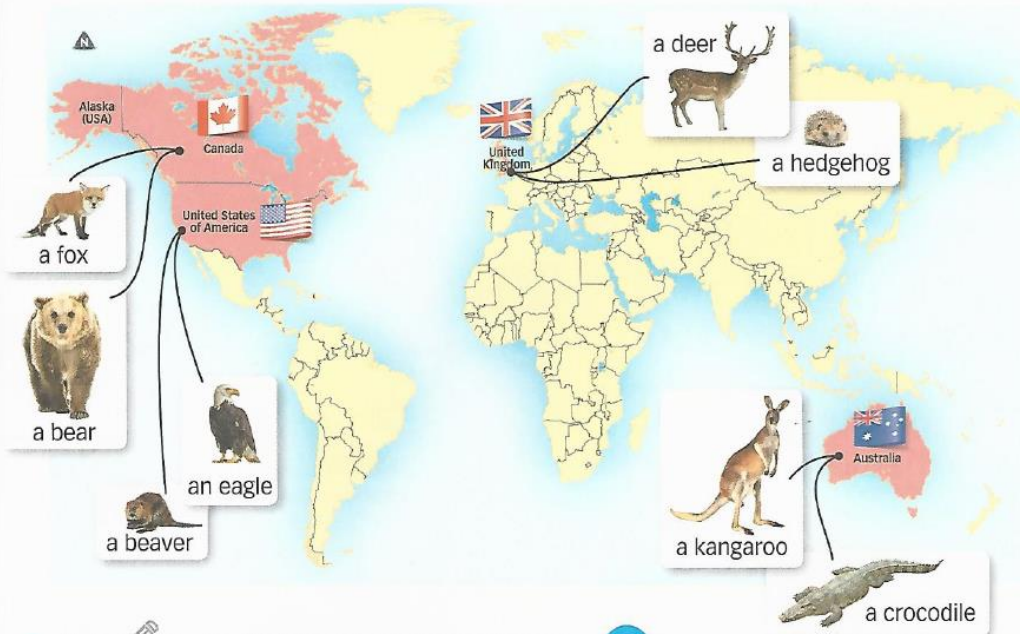 N
a deer
a hedgehog
Alaska
(USA)
Canada
United
Kingdom
United States
of America
a fox
a bear
an eagle
a beaver
Australia
a kangaroo
a crocodile